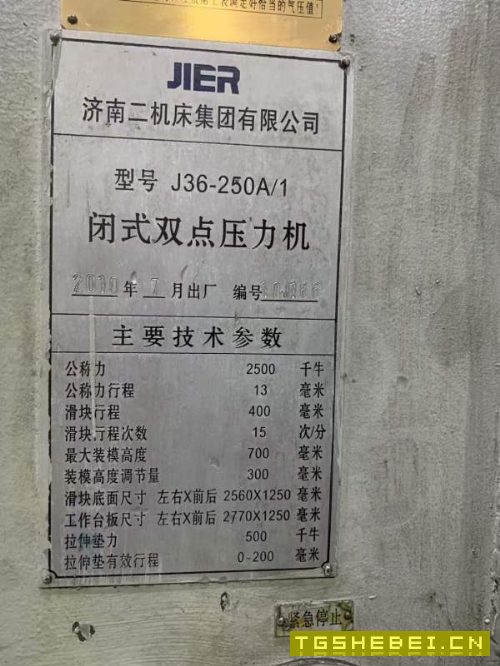 JIER
济南二机床集团有限公司
型号 J36-250A/1
闭式双点压力机
2010 年 7 月出厂 编号
主要技术参数
公称力 2500 千牛
公称力行程 13 毫米
滑块行程 400 毫米
滑块行程次数 15 次/分
最大装模高度 700 毫米
装模高度调节量 300 毫米
滑块底面尺寸 左右X前后 2560X1250 毫米
工作台板尺寸 左右X前后 2770X1250 毫米
拉伸垫力 500 千牛
拉伸垫有效行程 0~200 毫米
紧急停止
TGSHEBEI.CN